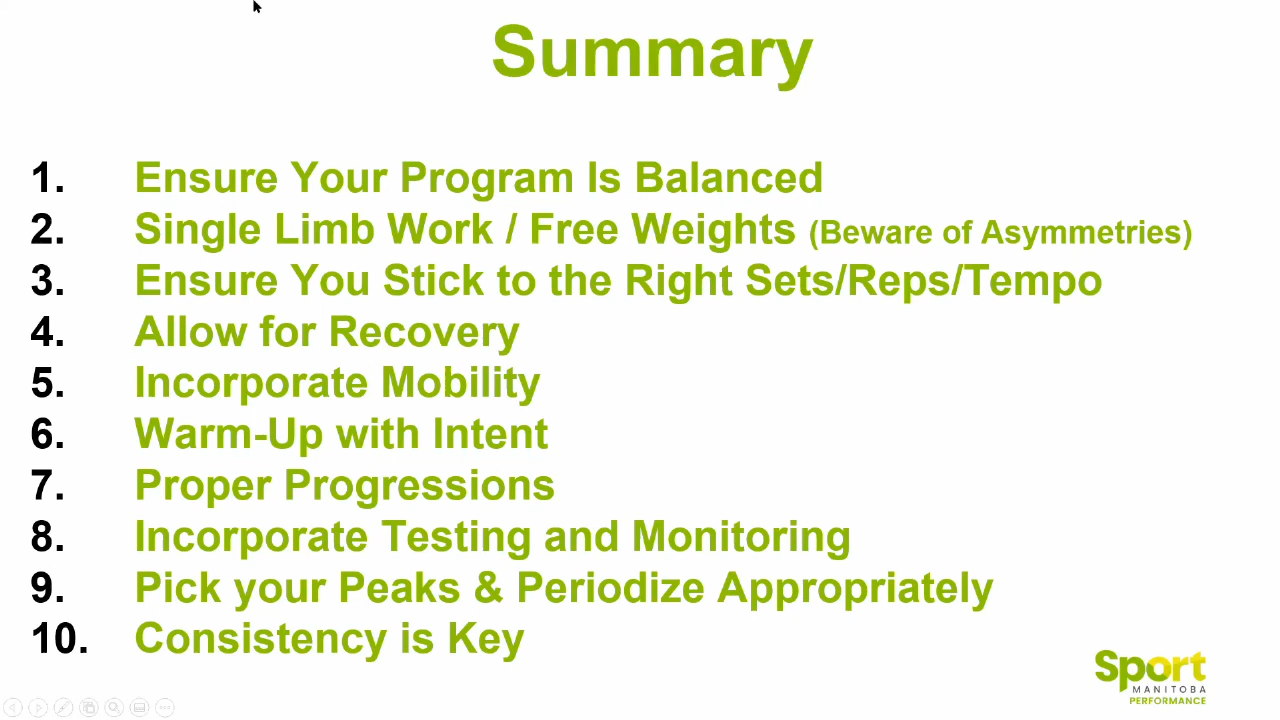 Summary
1. Ensure Your Program Is Balanced
2. Single Limb Work / Free Weights (Beware of Asymmetries)
3. Ensure You Stick to the Right Sets/Reps/Tempo
4. Allow for Recovery
5. Incorporate Mobility
6. Warm-Up with Intent
7. Proper Progressions
8. Incorporate Testing and Monitoring
9. Pick your Peaks & Periodize Appropriately
10. Consistency is Key
Sport
MANITOBA
PERFORMANCE